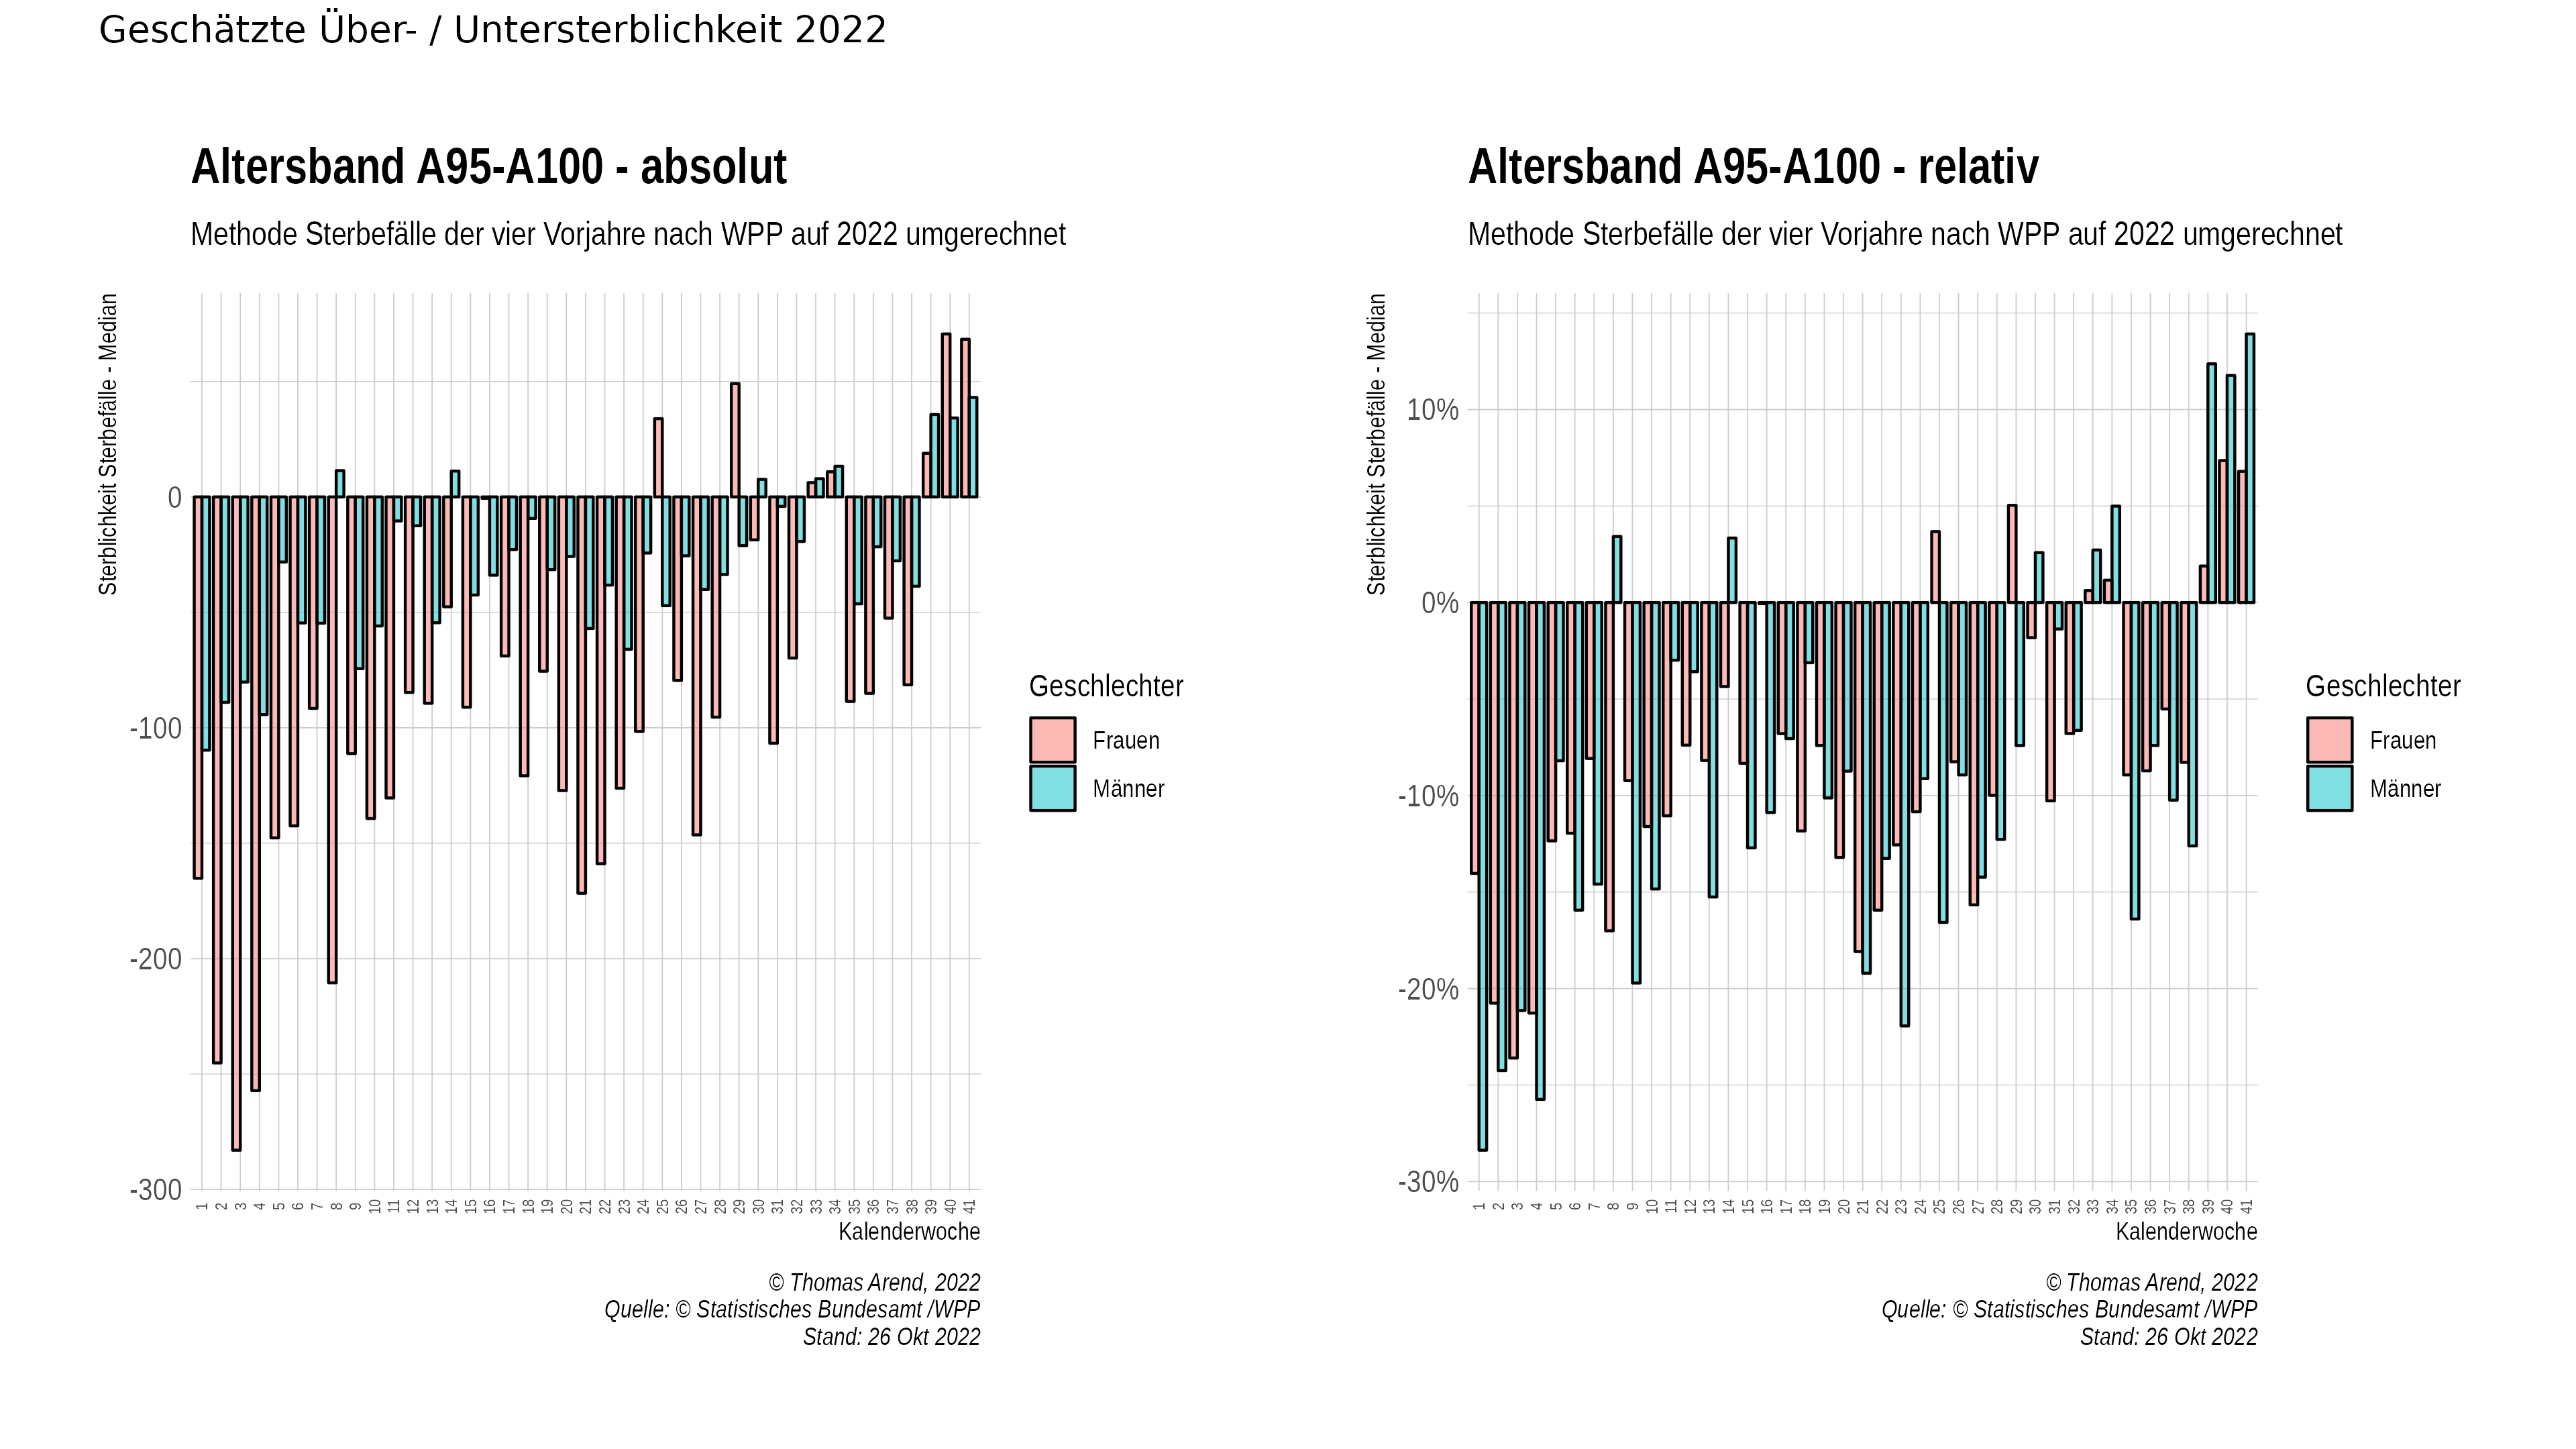 Geschätzte Über- / Untersterblichkeit 2022
Altersband A95-A100 - absolut
Methode Sterbefälle der vier Vorjahre nach WPP auf 2022 umgerechnet
Sterblichkeit Sterbefälle - Median
0
-100
-200
-300
1 2 3 4 5 6 7 8 9 10 11 12 13 14 15 16 17 18 19 20 21 22 23 24 25 26 27 28 29 30 31 32 33 34 35 36 37 38 39 40 41
Kalenderwoche
Geschlechter
Frauen
Männer
© Thomas Arend, 2022
Quelle: © Statistisches Bundesamt /WPP
Stand: 26 Okt 2022
Altersband A95-A100 - relativ
Methode Sterbefälle der vier Vorjahre nach WPP auf 2022 umgerechnet
Sterblichkeit Sterbefälle - Median
10%
0%
-10%
-20%
-30%
1 2 3 4 5 6 7 8 9 10 11 12 13 14 15 16 17 18 19 20 21 22 23 24 25 26 27 28 29 30 31 32 33 34 35 36 37 38 39 40 41
Kalenderwoche
Geschlechter
Frauen
Männer
© Thomas Arend, 2022
Quelle: © Statistisches Bundesamt /WPP
Stand: 26 Okt 2022